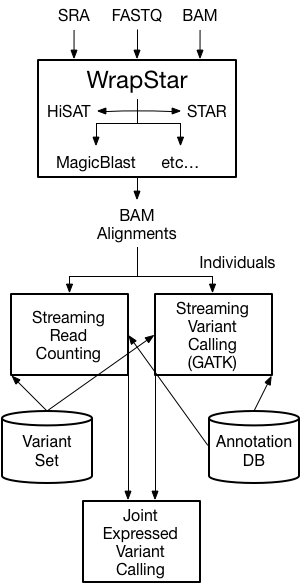 SRA FASTQ BAM
WrapStar
HiSAT STAR
MagicBlast etc...
BAM
Alignments
Individuals
Streaming
Read
Counting
Streaming
Variant
Calling
(GATK)
Variant
Set
Annotation
DB
Joint
Expressed
Variant
Calling